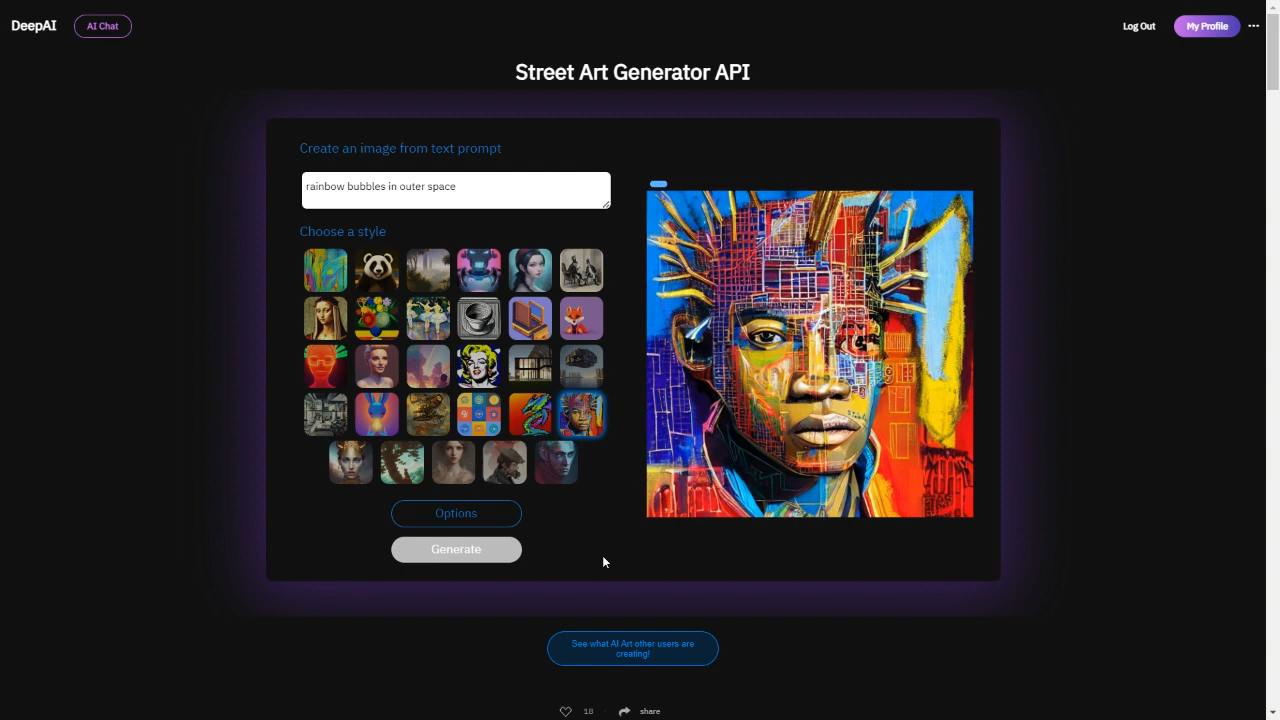 DeepAI
AI Chat
Log Out
My Profile
Street Art Generator API
Create an image from text prompt
rainbow bubbles in outer space
Choose a style
Options
Generate
See what AI Art other users are
creating!
18
share